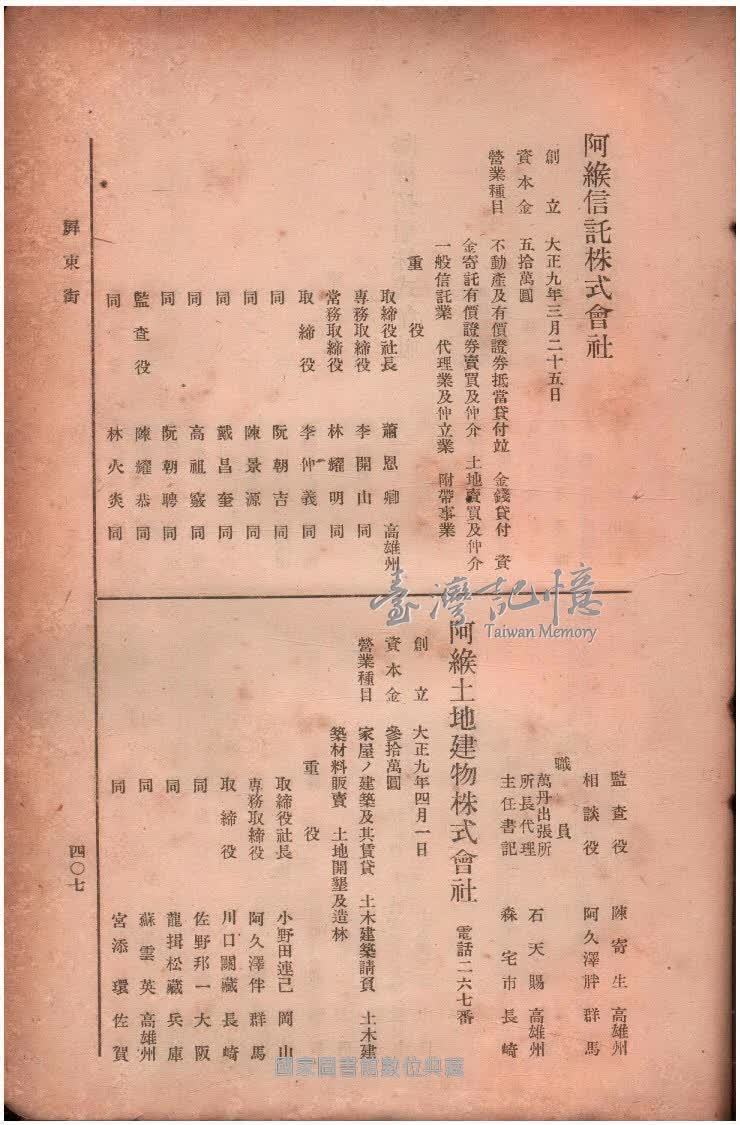 阿緱信託株式會社
創立 大正九年三月二十五日
資本金 五拾萬圓
營業種目 不動產及有價證券抵當貸付竝 金錢貸付 資
金寄託有價證券賣買及仲介 土地賣買及仲介
一般信託業 代理業及仲立業 附帶事業
重役
取締役社長 蕭恩鄉 高雄州
專務取締役 李開山 同
常務取締役 林耀明 同
取締役 李仲義 同
同 阮朝吉 同
同 陳景源 同
同 戴昌奎 同
同 高祖竅 同
同 阮朝聘 同
監查役 陳耀恭 同
同 林火炎 同
監查役 陳寄生 高雄州
相談役 阿久澤胖 群馬
職員
萬丹出張所
所長代理 石天賜 高雄州
主任書記 森宅市 長崎
阿緱土地建物株式會社 電話二六七番
創立 大正九年四月一日
資本金 參拾萬圓
營業種目 家屋ノ建築及其賃貸 土木建築請負 土木建
築材料販賣 土地開墾及造林
重役
取締役社長 小野田連己 岡山
專務取締役 阿久澤伴 群馬
取締役 川口關藏 長崎
同 佐野邦一 大阪
同 龍揖松藏 兵庫
同 蘇雲英 高雄州
同 宮添環 佐賀
屏東街
四〇七
臺灣記憶
Taiwan Memory
國家圖書館數位典藏